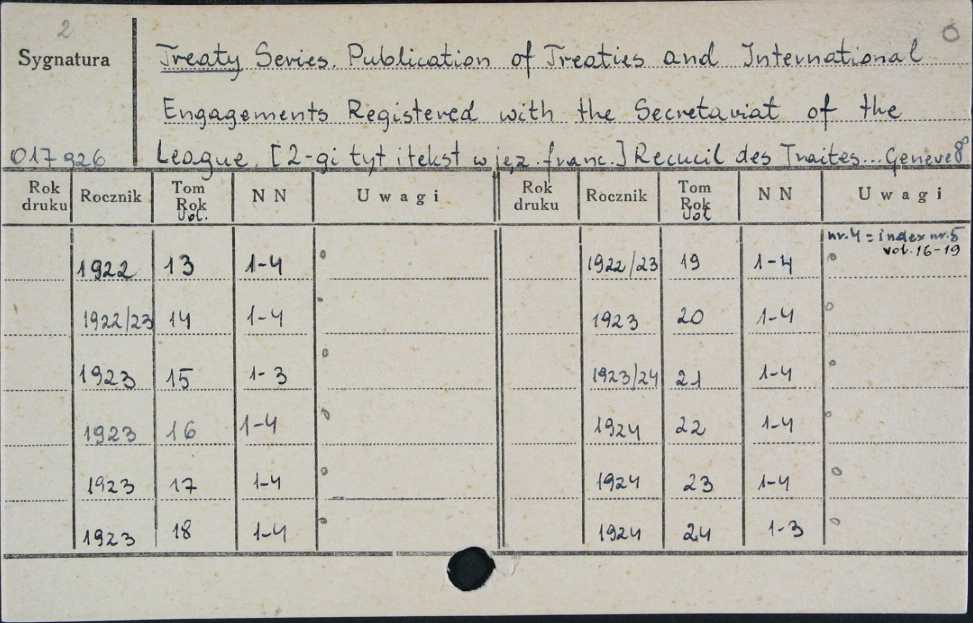 2 O
Sygnatura Treaty Series. Publication of Treaties and International
Engagements Registered with the Secretariat of the
017926 League. [2-gi tyt i tekst w jęz. franc.] Recueil des Traites... Geneve 8°
Rok druku Rocznik Tom Rok Vol. NN Uwagi Rok druku Rocznik Tom Rok Vol NN Uwagi
nr. 4 = index nr. 5
vol. 16-19
1922 13 1-4 1922/23 19 1-4
1922/23 14 1-4 1923 20 1-4
1923 15 1-3 1923/24 21 1-4
1923 16 1-4 1924 22 1-4
1923 17 1-4 1924 23 1-4
1923 18 1-4 1924 24 1-3